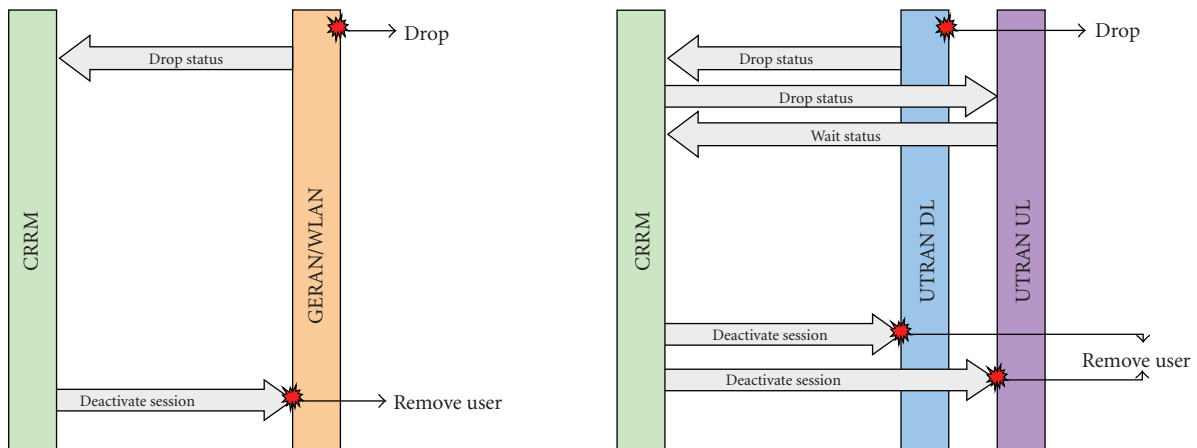 Drop
Drop status
CRRM
GERAN/WLAN
Deactivate session
Remove user
Drop
Drop status
Drop status
Wait status
CRRM
UTRAN DL
UTRAN UL
Deactivate session
Remove user
Deactivate session